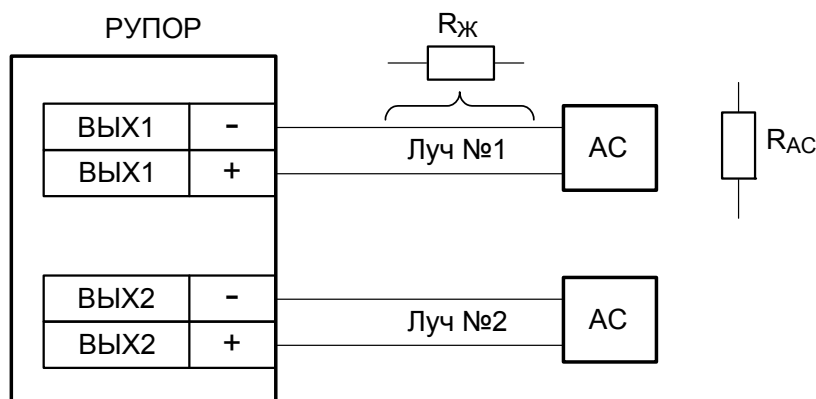 РУПОР
RЖ
ВЫХ1 -
ВЫХ1 +
Луч №1
АС
RАС
ВЫХ2 -
ВЫХ2 +
Луч №2
АС